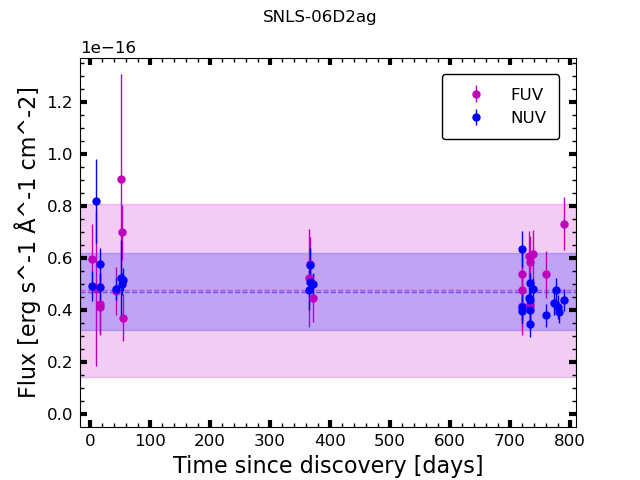 SNLS-06D2ag
1e−16
FUV
NUV
Flux [erg s^-1 Å^-1 cm^-2]
1.2
1.0
0.8
0.6
0.4
0.2
0.0
0 100 200 300 400 500 600 700 800
Time since discovery [days]